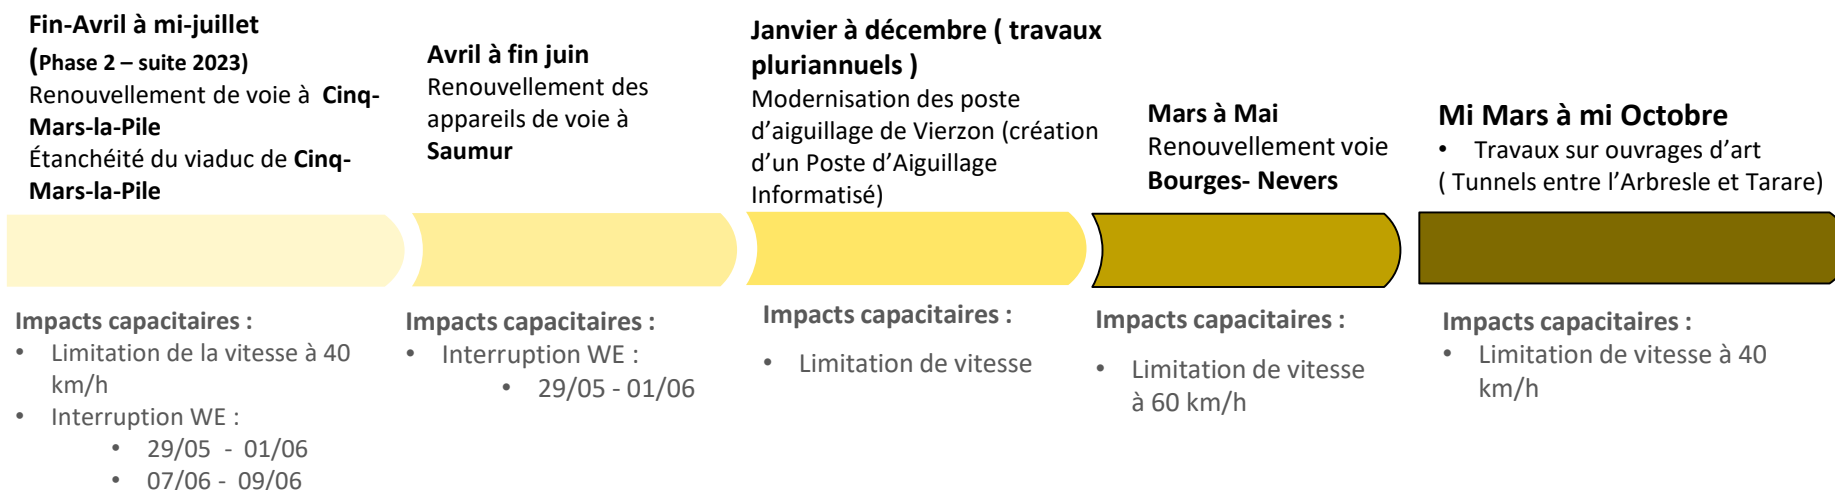 Fin-Avril à mi-juillet
(Phase 2 – suite 2023)
Renouvellement de voie à Cinq-
Mars-la-Pile
Étanchéité du viaduc de Cinq-
Mars-la-Pile
Avril à fin juin
Renouvellement des
appareils de voie à
Saumur
Janvier à décembre ( travaux
pluriannuels )
Modernisation des poste
d’aiguillage de Vierzon (création
d’un Poste d’Aiguillage
Informatisé)
Mars à Mai
Renouvellement voie
Bourges- Nevers
Mi Mars à mi Octobre
• Travaux sur ouvrages d’art
( Tunnels entre l’Arbresle et Tarare)
Impacts capacitaires :
• Limitation de la vitesse à 40
km/h
• Interruption WE :
• 29/05 - 01/06
• 07/06 - 09/06
Impacts capacitaires :
• Interruption WE :
• 29/05 - 01/06
Impacts capacitaires :
• Limitation de vitesse
Impacts capacitaires :
• Limitation de vitesse
à 60 km/h
Impacts capacitaires :
• Limitation de vitesse à 40
km/h